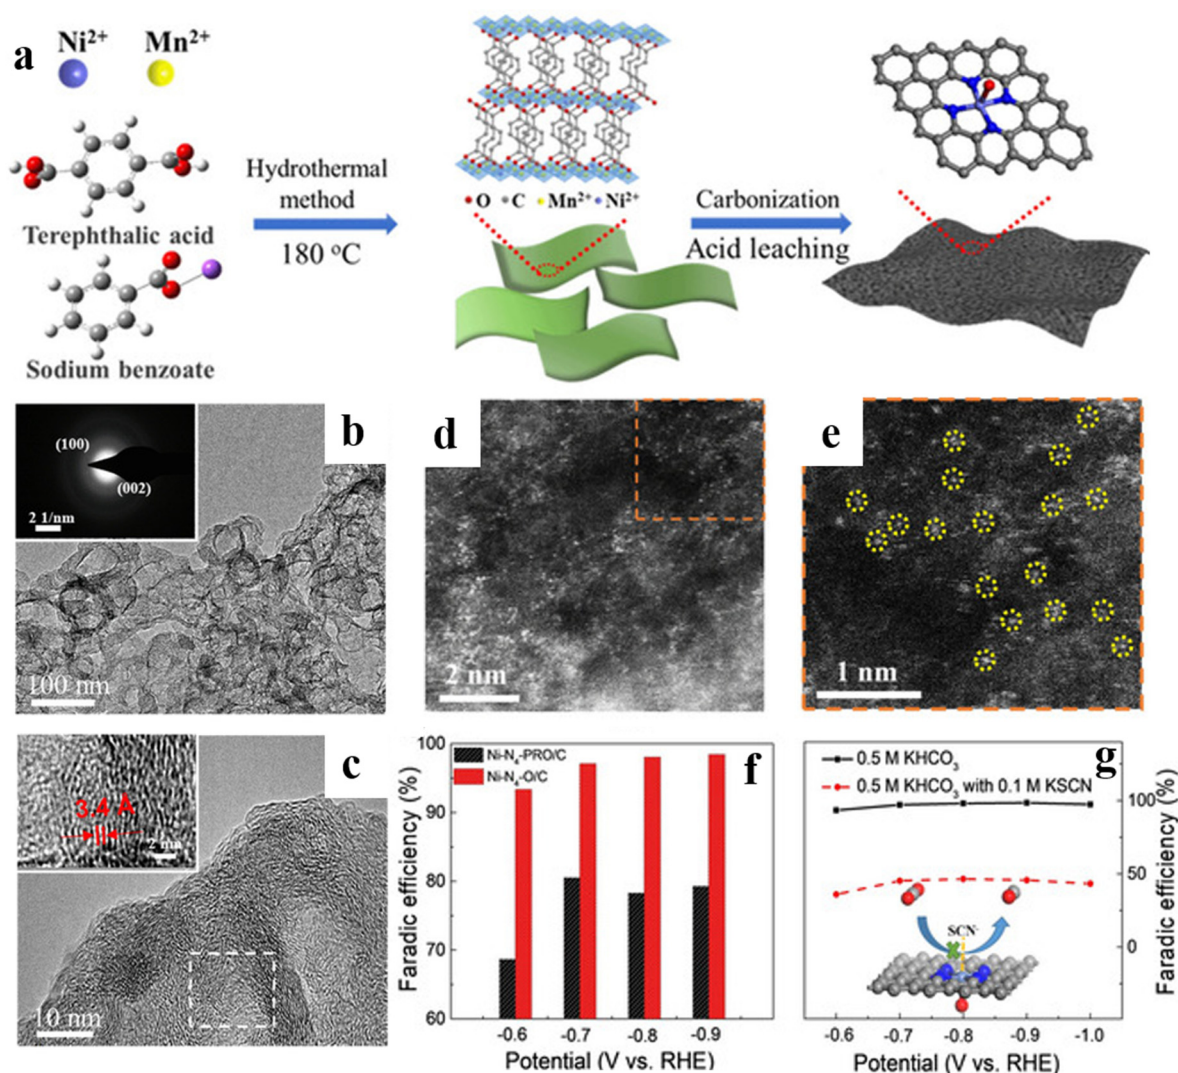 a
Ni²⁺ Mn²⁺
Terephthalic acid
Sodium benzoate
Hydrothermal
method
180 °C
O C Mn²⁺ Ni²⁺
Carbonization
Acid leaching
b
(100)
(002)
2 1/nm
100 nm
c
3.4 Å
2 nm
10 nm
d
2 nm
e
1 nm
f
Ni-N₄-PRO/C
Ni-N₄-O/C
100
90
80
70
60
Faradic efficiency (%)
-0.6 -0.7 -0.8 -0.9
Potential (V vs. RHE)
g
0.5 M KHCO₃
0.5 M KHCO₃ with 0.1 M KSCN
100
50
0
Faradic efficiency (%)
SCN⁻
-0.6 -0.7 -0.8 -0.9 -1.0
Potential (V vs. RHE)